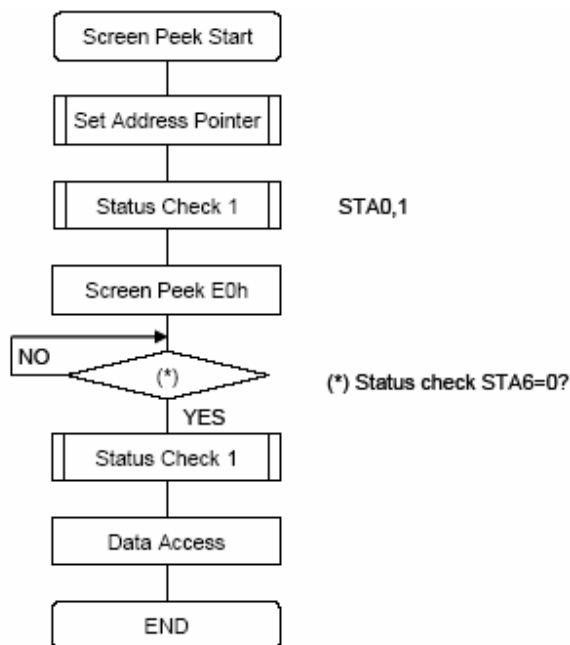 Screen Peek Start
Set Address Pointer
Status Check 1
STA0,1
Screen Peek E0h
NO
(*)
(*) Status check STA6=0?
YES
Status Check 1
Data Access
END